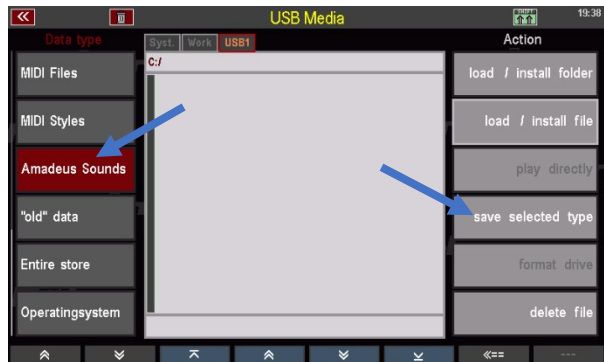 USB Media
19:38
Data type
Syst. Work USB1
Action
C:/
MIDI Files
load / install folder
MIDI Styles
load / install file
Amadeus Sounds
play directly
"old" data
save selected type
Entire store
format drive
Operatingsystem
delete file
«==
---